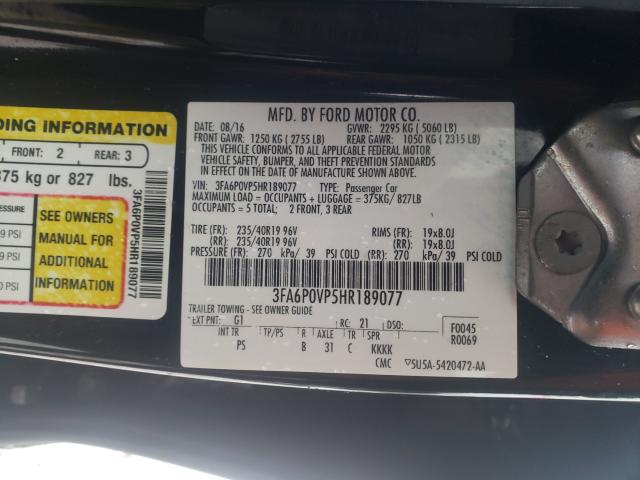 DING INFORMATION
FRONT: 2 REAR: 3
375 kg or 827 lbs.
SEE OWNERS
MANUAL FOR
ADDITIONAL
INFORMATION
3FA6P0VP5HR189077
MFD. BY FORD MOTOR CO.
DATE: 08/16 GVWR: 2295 KG ( 5060 LB)
FRONT GAWR: 1250 KG ( 2755 LB) REAR GAWR: 1050 KG ( 2315 LB)
THIS VEHICLE CONFORMS TO ALL APPLICABLE FEDERAL MOTOR
VEHICLE SAFETY, BUMPER, AND THEFT PREVENTION STANDARDS
IN EFFECT ON THE DATE OF MANUFACTURE SHOWN ABOVE.
VIN: 3FA6P0VP5HR189077 TYPE: Passenger Car
MAXIMUM LOAD = OCCUPANTS + LUGGAGE = 375KG/ 827LB
OCCUPANTS = 5 TOTAL: 2 FRONT, 3 REAR
TIRE (FR): 235/40R19 96V RIMS (FR): 19x8.0J
(RR): 235/40R19 96V (RR): 19x8.0J
PRESSURE (FR): 270 kPa/ 39 PSI COLD (RR): 270 kPa/ 39 PSI COLD
3FA6P0VP5HR189077
TRAILER TOWING - SEE OWNER GUIDE
EXT PNT: G1 RC: 21 DSO: F0045
INT TR TP/PS R AXLE TR SPR R0069
PS B 31 C KKKK
CMC ▽SU5A-5420472-AA